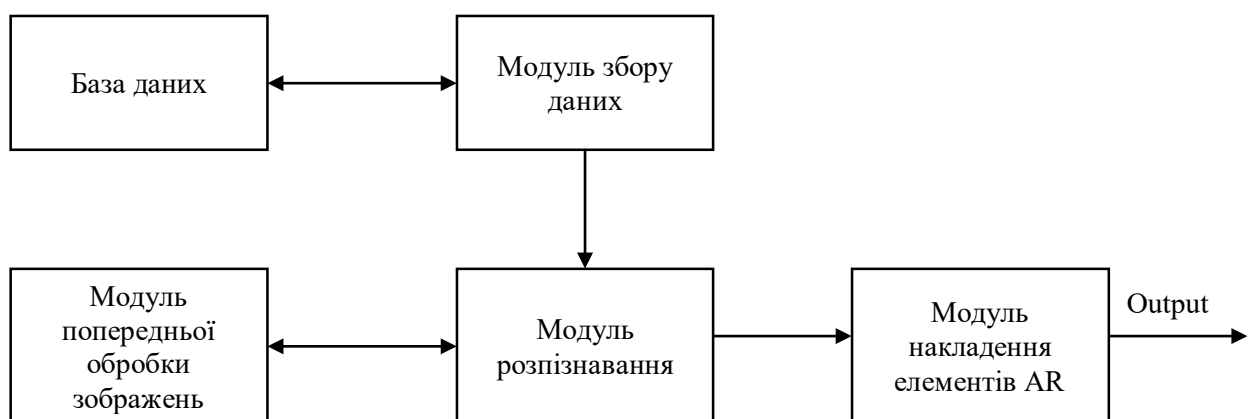 База даних
Модуль збору
даних
Модуль
попередньої
обробки
зображень
Модуль
розпізнавання
Модуль
накладення
елементів AR
Output